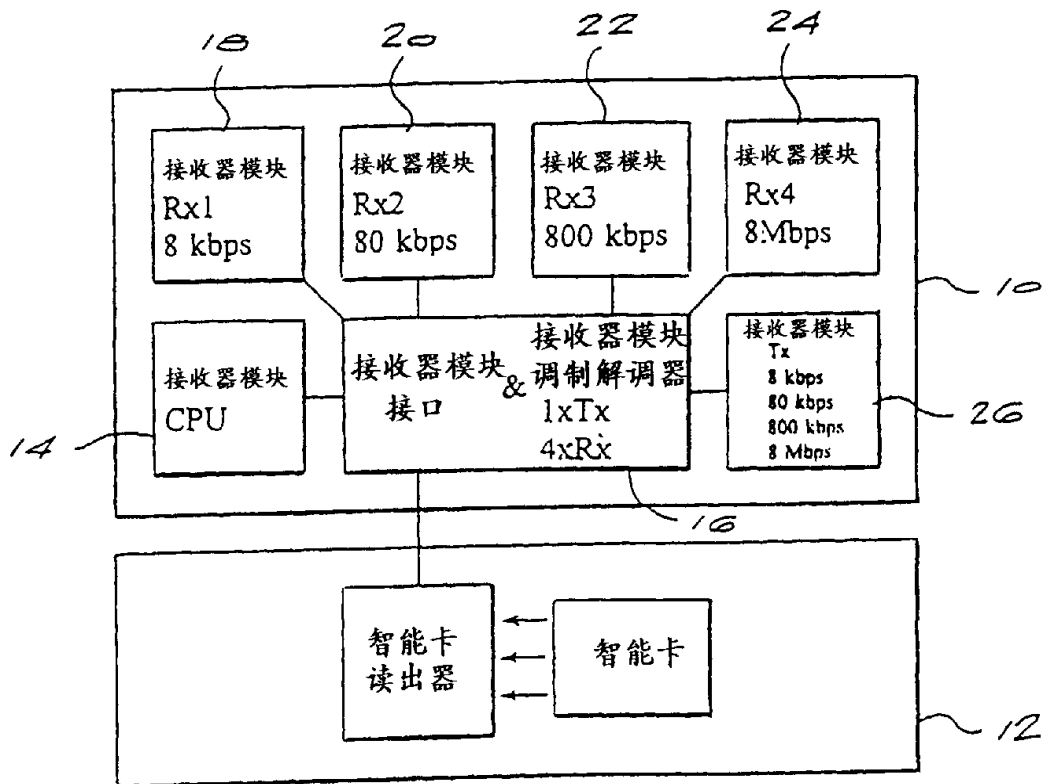 18
20
22
24
接收器模块
Rx1
8 kbps
接收器模块
Rx2
80 kbps
接收器模块
Rx3
800 kbps
接收器模块
Rx4
8Mbps
10
接收器模块
CPU
14
接收器模块
接口
&
接收器模块
调制解调器
1xTx
4xRx
16
接收器模块
Tx
8 kbps
80 kbps
800 kbps
8 Mbps
26
智能卡
读出器
智能卡
12